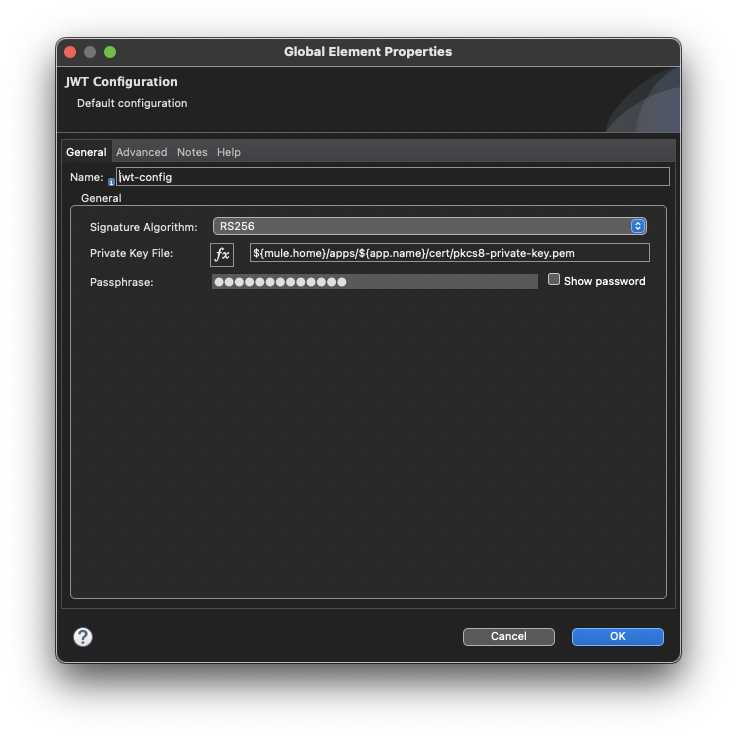 Global Element Properties
JWT Configuration
Default configuration
General Advanced Notes Help
Name: jwt-config
General
Signature Algorithm: RS256
Private Key File: fx ${mule.home}/apps/${app.name}/cert/pkcs8-private-key.pem
Passphrase: ●●●●●●●●●●●●● Show password
? Cancel OK